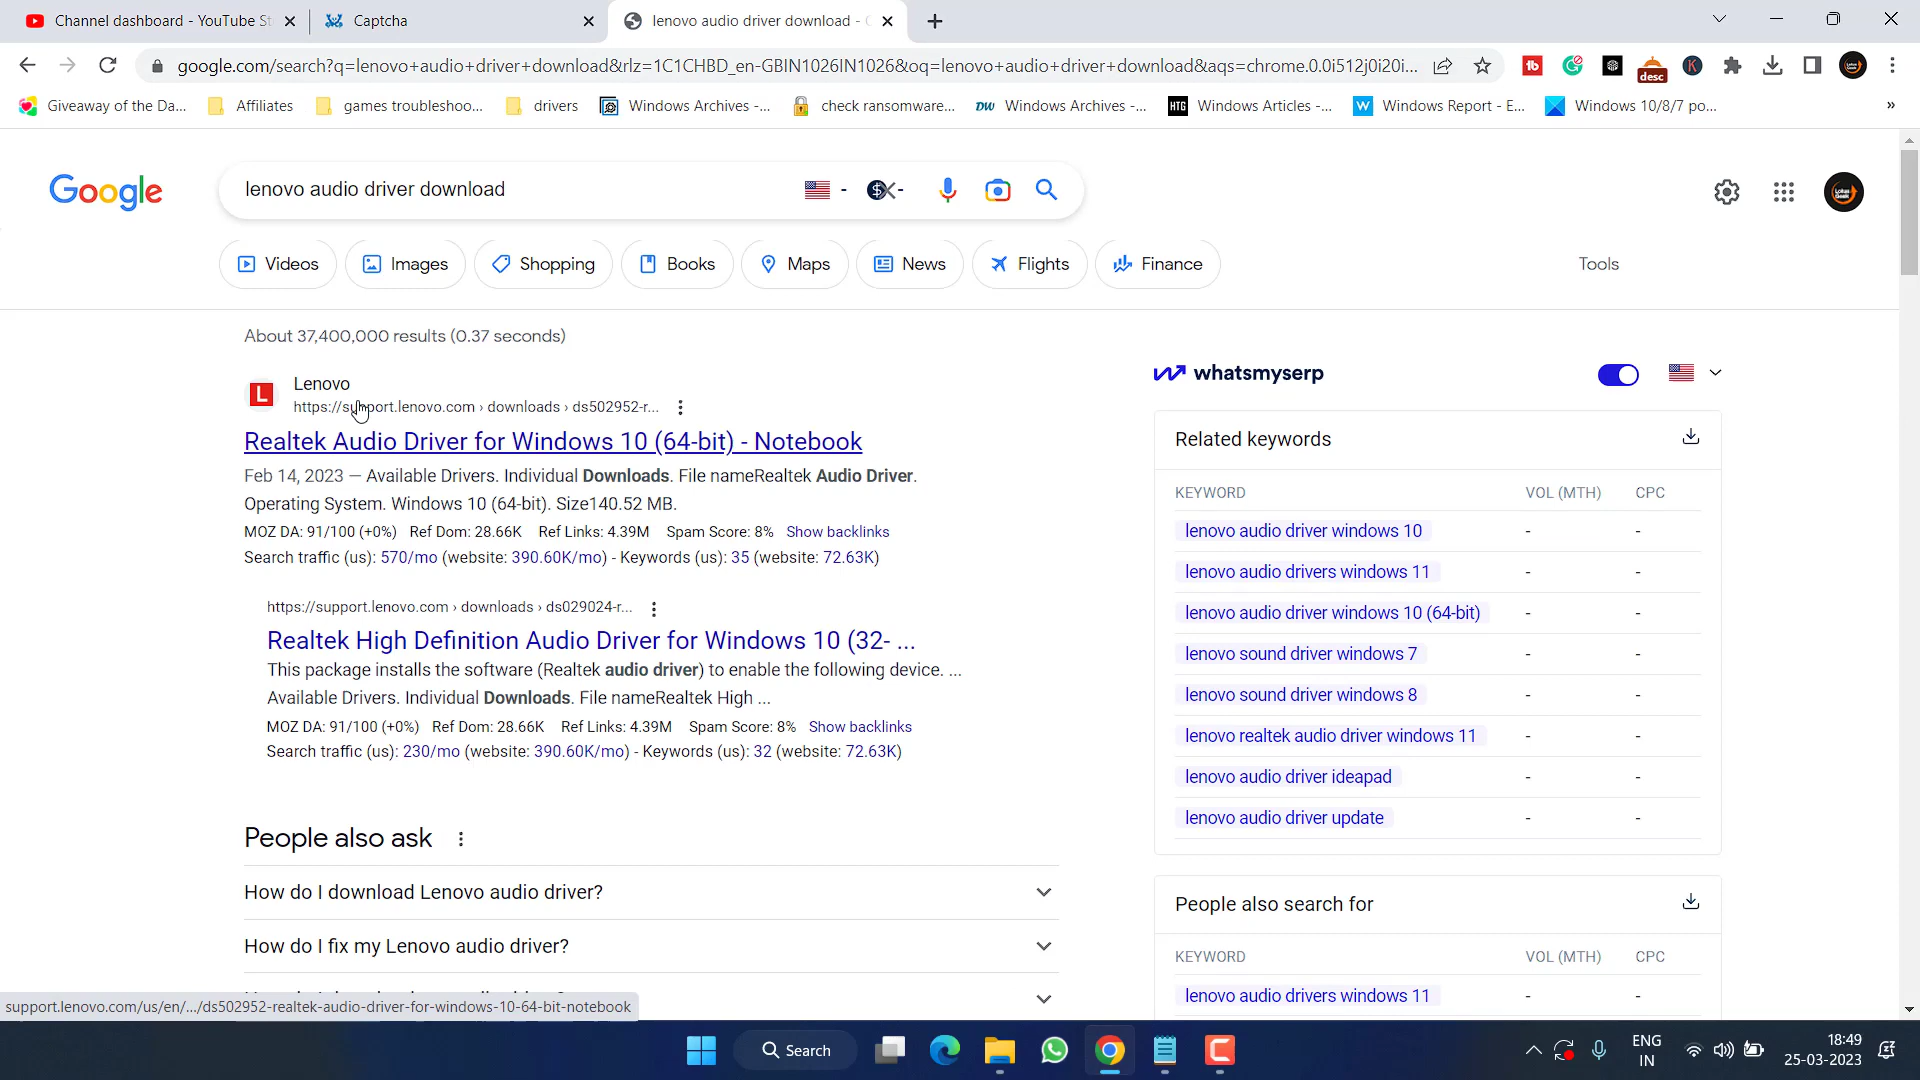 Channel dashboard - YouTube St
Captcha
lenovo audio driver download -
google.com/search?q=lenovo+audio+driver+download&rlz=1C1CHBD_en-GBIN1026IN1026&oq=lenovo+audio+driver+download&aqs=chrome.0.0i512j0i20i...
desc
Giveaway of the Da...
Affiliates
games troubleshoo...
drivers
Windows Archives -...
check ransomware...
DW Windows Archives -...
HTG Windows Articles -...
W Windows Report - E...
Windows 10/8/7 po...
»
Google
lenovo audio driver download
Videos
Images
Shopping
Books
Maps
News
Flights
Finance
Tools
About 37,400,000 results (0.37 seconds)
L
Lenovo
https://support.lenovo.com › downloads › ds502952-r...
Realtek Audio Driver for Windows 10 (64-bit) - Notebook
Feb 14, 2023 — Available Drivers. Individual Downloads. File nameRealtek Audio Driver.
Operating System. Windows 10 (64-bit). Size140.52 MB.
MOZ DA: 91/100 (+0%) Ref Dom: 28.66K Ref Links: 4.39M Spam Score: 8% Show backlinks
Search traffic (us): 570/mo (website: 390.60K/mo) - Keywords (us): 35 (website: 72.63K)
https://support.lenovo.com › downloads › ds029024-r...
Realtek High Definition Audio Driver for Windows 10 (32- ...
This package installs the software (Realtek audio driver) to enable the following device. ...
Available Drivers. Individual Downloads. File nameRealtek High ...
MOZ DA: 91/100 (+0%) Ref Dom: 28.66K Ref Links: 4.39M Spam Score: 8% Show backlinks
Search traffic (us): 230/mo (website: 390.60K/mo) - Keywords (us): 32 (website: 72.63K)
People also ask
How do I download Lenovo audio driver?
How do I fix my Lenovo audio driver?
support.lenovo.com/us/en/.../ds502952-realtek-audio-driver-for-windows-10-64-bit-notebook
whatsmyserp
Related keywords
KEYWORD VOL (MTH) CPC
lenovo audio driver windows 10 - -
lenovo audio drivers windows 11 - -
lenovo audio driver windows 10 (64-bit) - -
lenovo sound driver windows 7 - -
lenovo sound driver windows 8 - -
lenovo realtek audio driver windows 11 - -
lenovo audio driver ideapad - -
lenovo audio driver update - -
People also search for
KEYWORD VOL (MTH) CPC
lenovo audio drivers windows 11 - -
Search
ENG
IN
18:49
25-03-2023